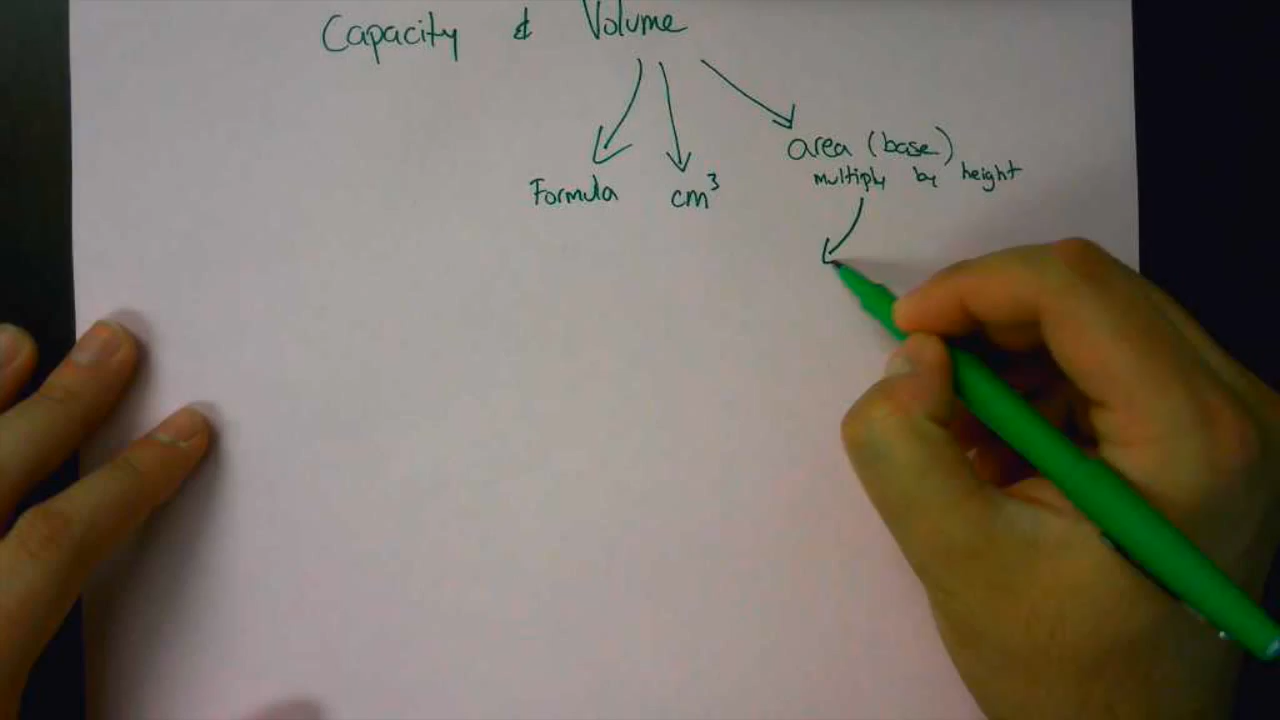 Capacity & Volume
Formula
cm³
area (base)
multiply by height